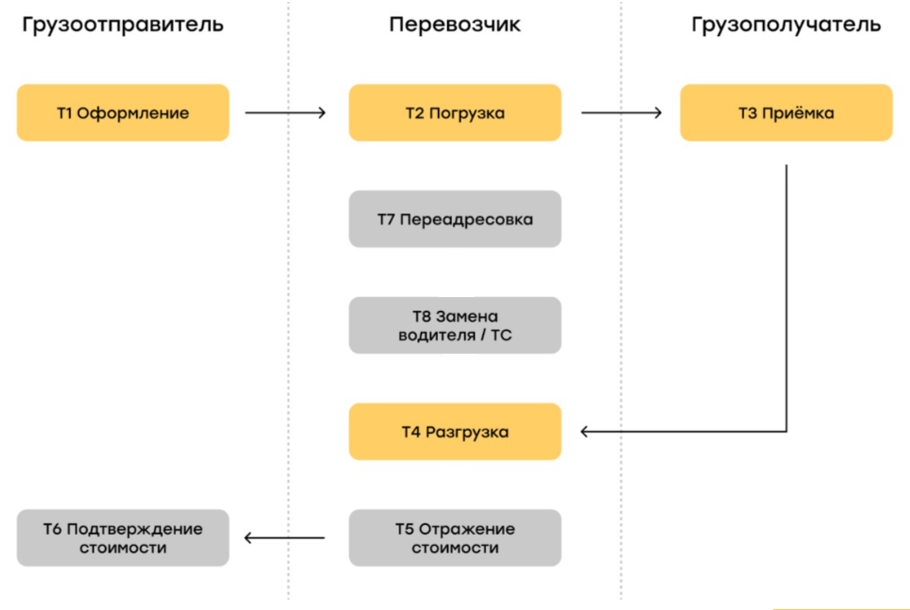 Грузоотправитель
Перевозчик
Грузополучатель
Т1 Оформление
Т2 Погрузка
Т3 Приёмка
Т7 Переадресовка
Т8 Замена
водителя / ТС
Т4 Разгрузка
Т6 Подтверждение
стоимости
Т5 Отражение
стоимости